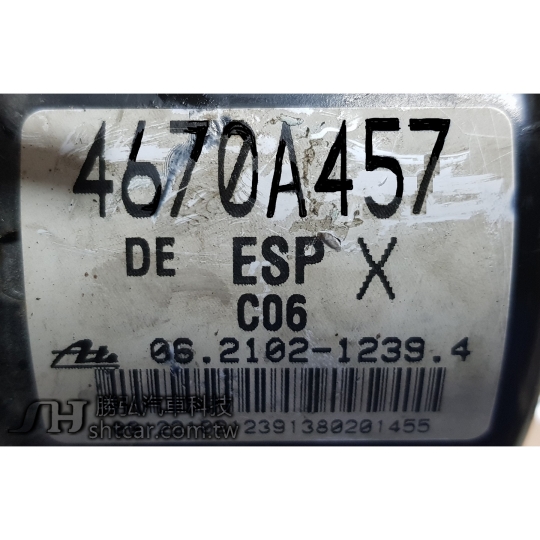 4670A457
DE ESP X
C06
Ate 06.2102-1239.4
SH 勝弘汽車科技
shtcar.com.tw
2391380201455